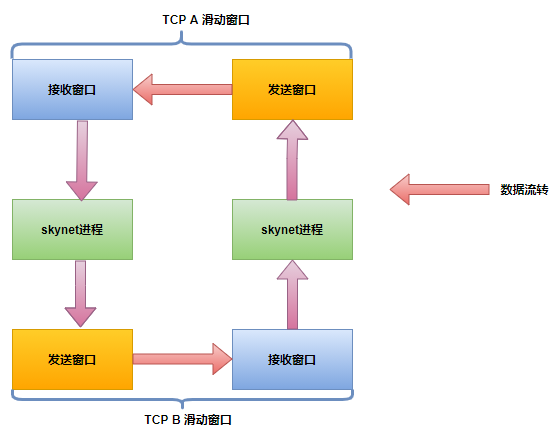 TCP A 滑动窗口
接收窗口
发送窗口
skynet进程
skynet进程
数据流转
发送窗口
接收窗口
TCP B 滑动窗口